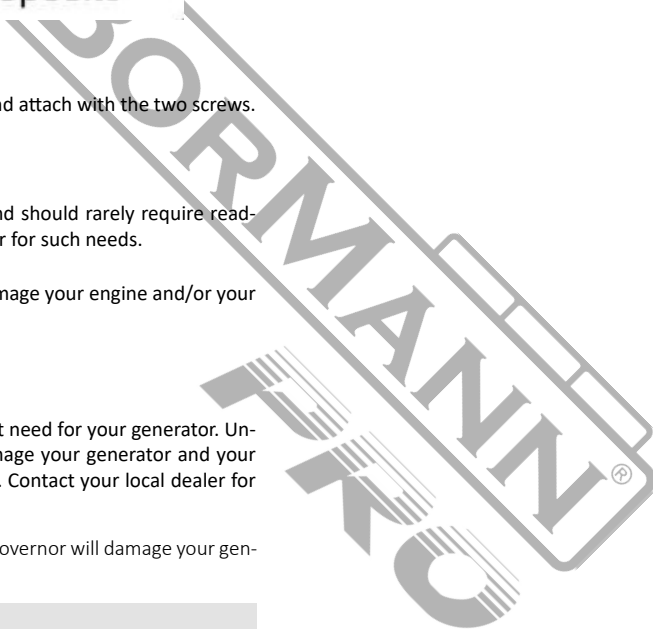 nd attach with the two screws.
nd should rarely require read-
r for such needs.
mage your engine and/or your
t need for your generator. Un-
mage your generator and your
. Contact your local dealer for
overnor will damage your gen-
BORMANN
PRO
®